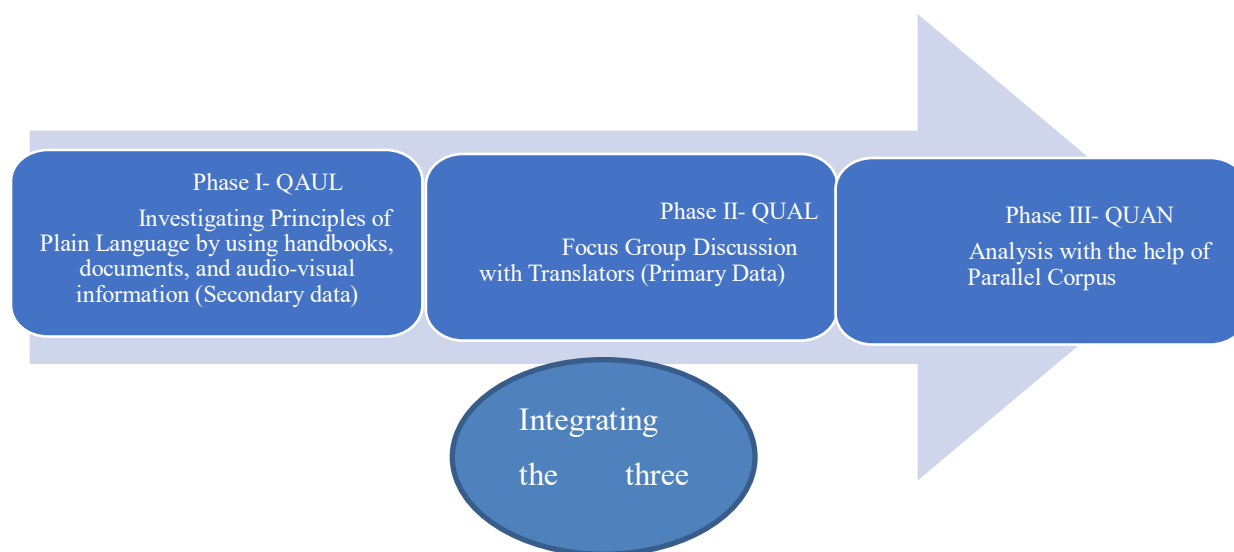 Phase I- QAUL
Investigating Principles of
Plain Language by using handbooks,
documents, and audio-visual
information (Secondary data)
Phase II- QUAL
Focus Group Discussion
with Translators (Primary Data)
Phase III- QUAN
Analysis with the help of
Parallel Corpus
Integrating
the three